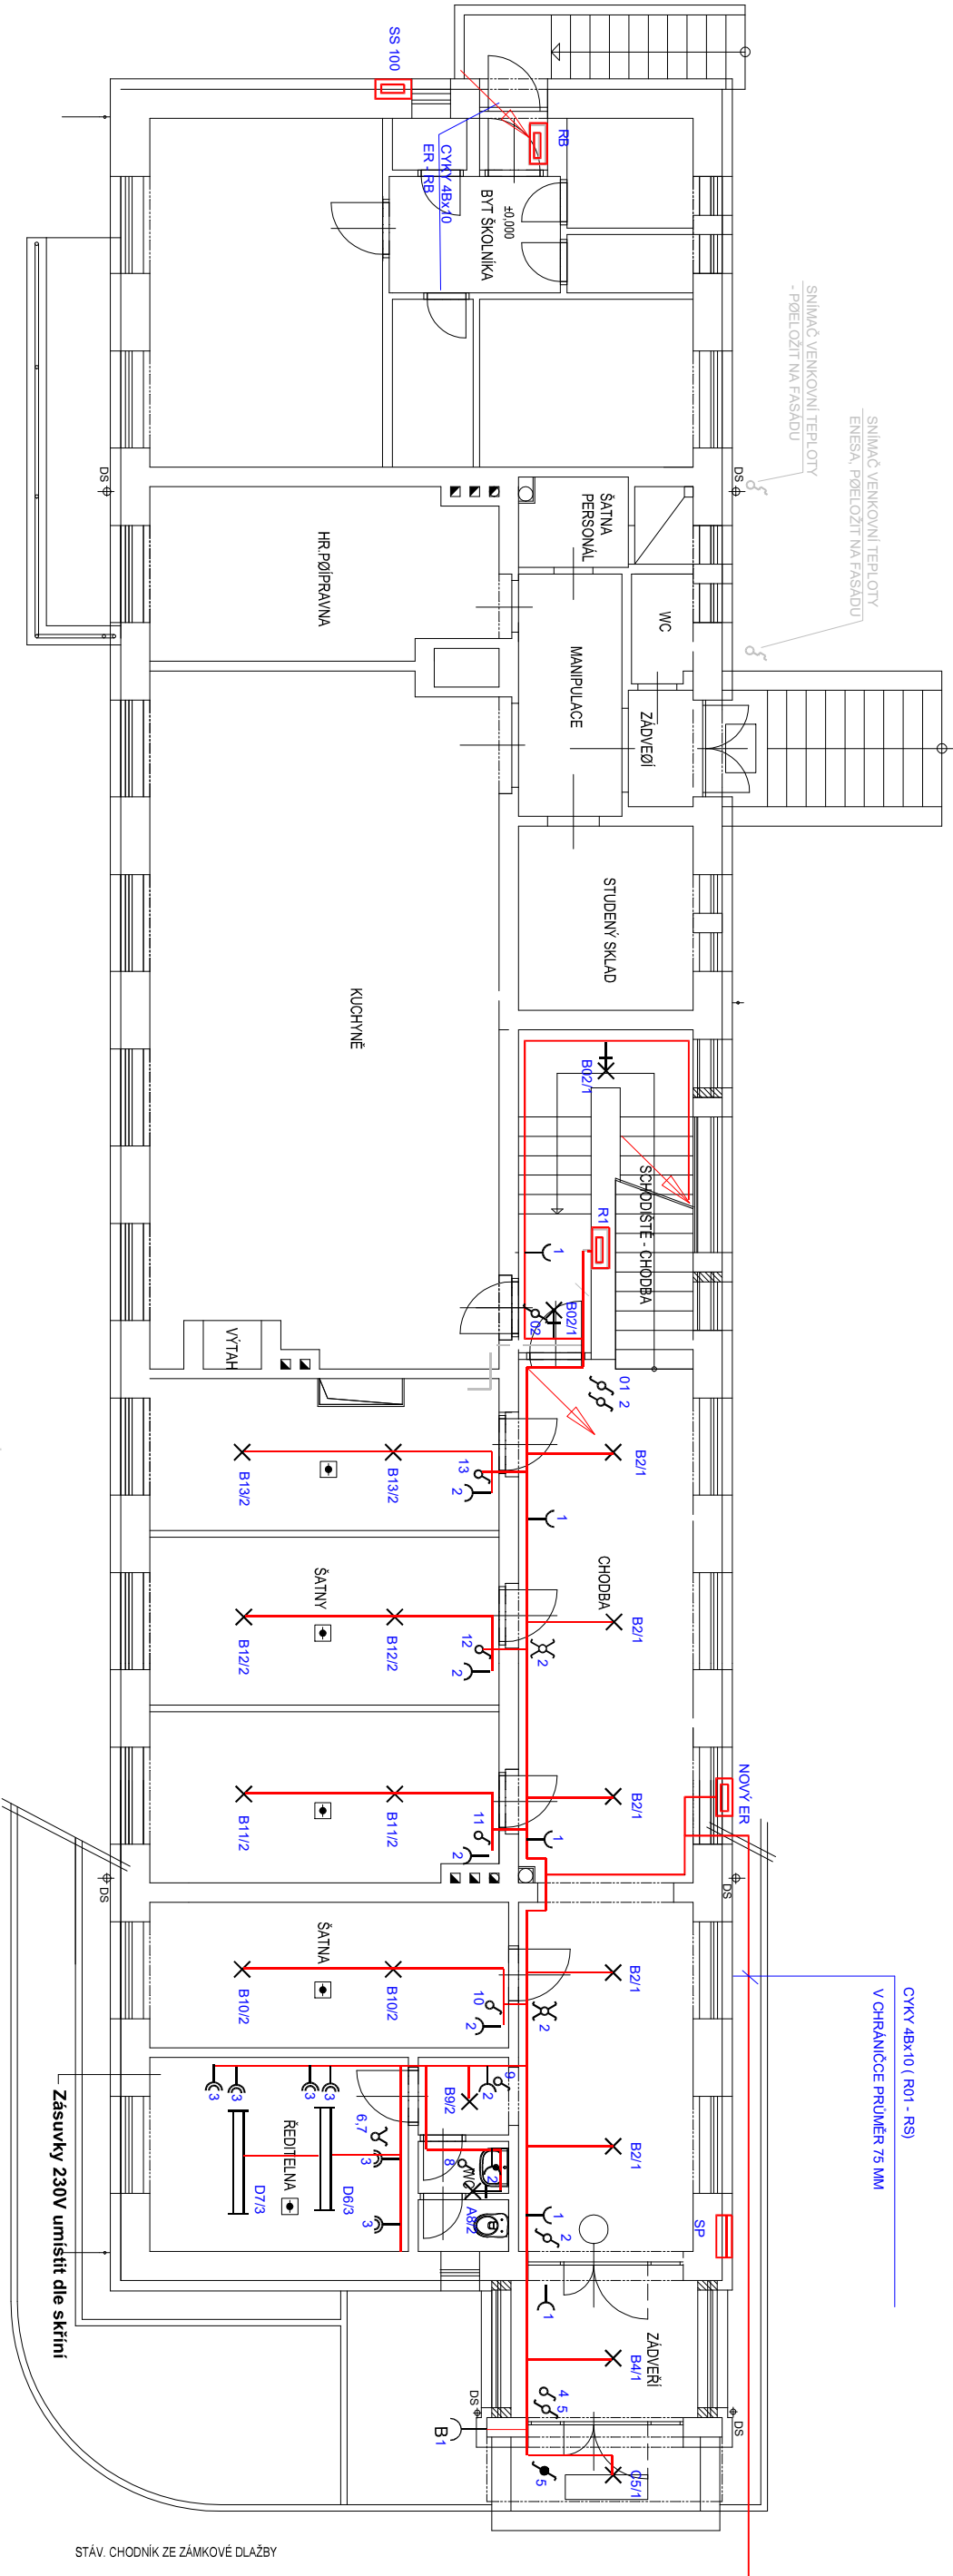 SS 100
RB
CYKY 4Bx10
ER - RB
±0,000
BYT ŠKOLNÍKA
SNÍMAČ VENKOVNÍ TEPLOTY
- PØELOŽIT NA FASÁDU
SNÍMAČ VENKOVNÍ TEPLOTY
ENESA, PØELOŽIT NA FASÁDU
DS
DS
HR.PØÍPRAVNA
ŠATNA
PERSONÁL
WC
MANIPULACE
ZÁDVEØÍ
STUDENÝ SKLAD
KUCHYNĚ
B02/1
SCHODIŠTĚ - CHODBA
R1
1
B02/1
02
VÝTAH
01 2
B2/1
13
2
B13/2
B13/2
1
CHODBA
ŠATNY
B2/1
12
2
2
B12/2
B12/2
NOVÝ ER
B2/1
11
2
1
B11/2
B11/2
DS
DS
CYKY 4Bx10 ( R01 - RS)
V CHRÁNIČCE PRŮMĚR 75 MM
ŠATNA
B2/1
10
2
2
B10/2
B10/2
9
2
B9/2
B2/1
3
3
3
3
6,7
3
3
ŘEDITELNA
D6/3
D7/3
8
WC
2
A8/2
1
2
SP
Zásuvky 230V umístit dle skříní
1
ZÁDVEŘÍ
B4/1
4
5
DS
DS
B1
C5/1
5
STÁV. CHODNÍK ZE ZÁMKOVÉ DLAŽBY